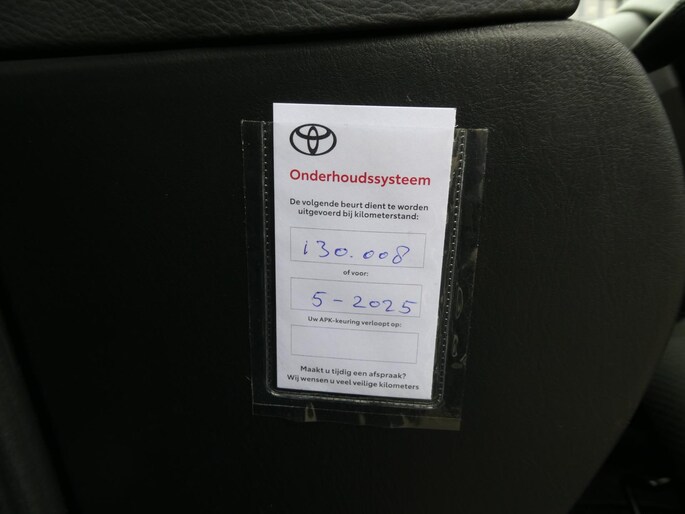 Onderhoudssysteem
De volgende beurt dient te worden
uitgevoerd bij kilometerstand:
130.008
of voor:
5-2025
Uw APK-keuring verloopt op:
Maakt u tijdig een afspraak?
Wij wensen u veel veilige kilometers